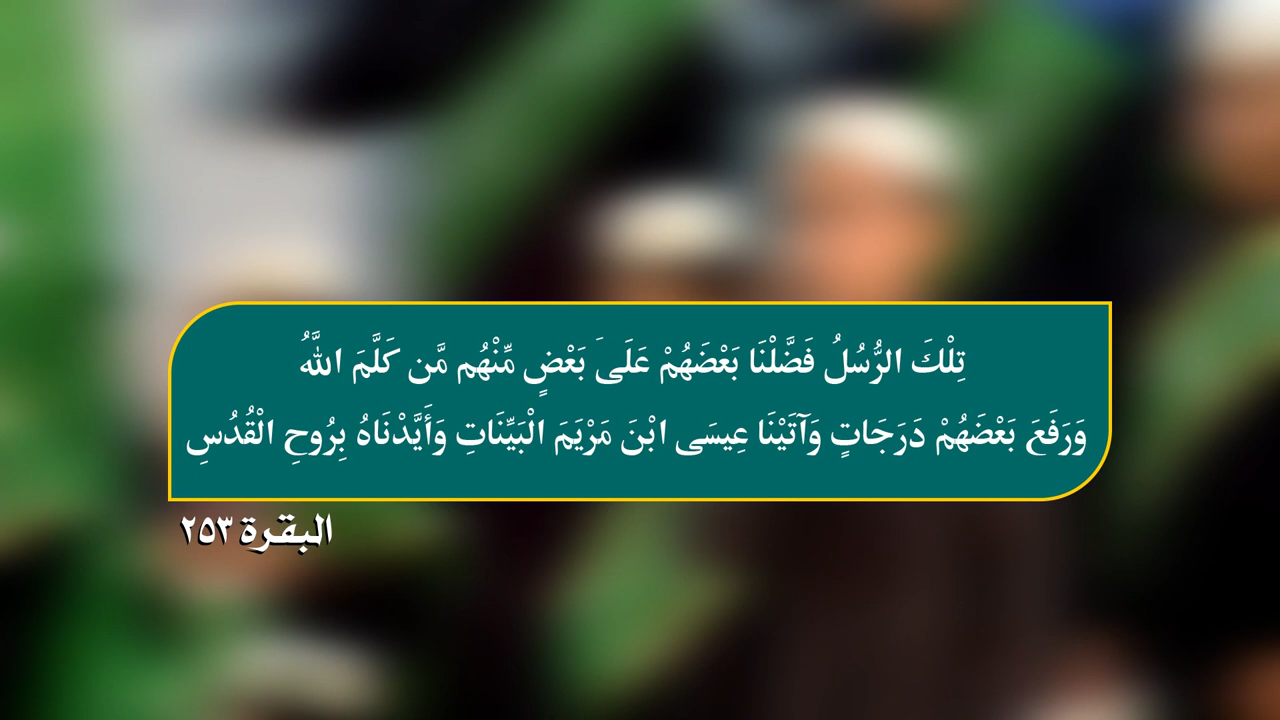 تِلْكَ الرُّسُلُ فَضَّلْنَا بَعْضَهُمْ عَلَىَ بَعْضٍ مِّنْهُم مَّن كَلَّمَ اللَّهُ
وَرَفَعَ بَعْضَهُمْ دَرَجَاتٍ وَآتَيْنَا عِيسَى ابْنَ مَرْيَمَ الْبَيِّنَاتِ وَأَيَّدْنَاهُ بِرُوحِ الْقُدُسِ
البقرة ٢٥٣